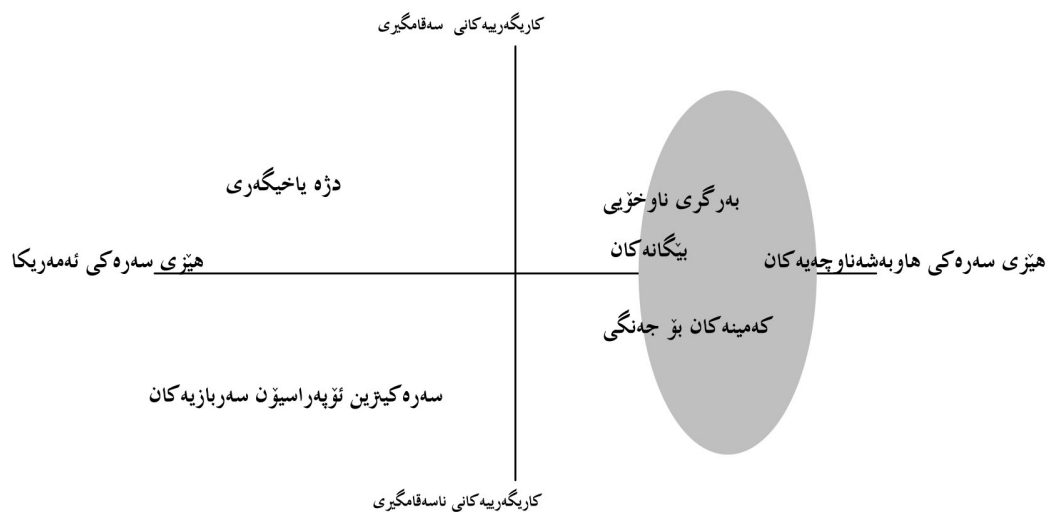 کاریگەرییەکانی سەقامگیری
دژە یاخیگەری
بەرگری ناوخۆیی
بێگانەکان
هێزی سەرەکی هاوبەشەناوچەیەکان
هێزی سەرەکی ئەمەریکا
کەمینەکان بۆ جەنگی
سەرەکیترین ئۆپەراسیۆن سەربازیەکان
کاریگەرییەکانی ناسەقامگیری